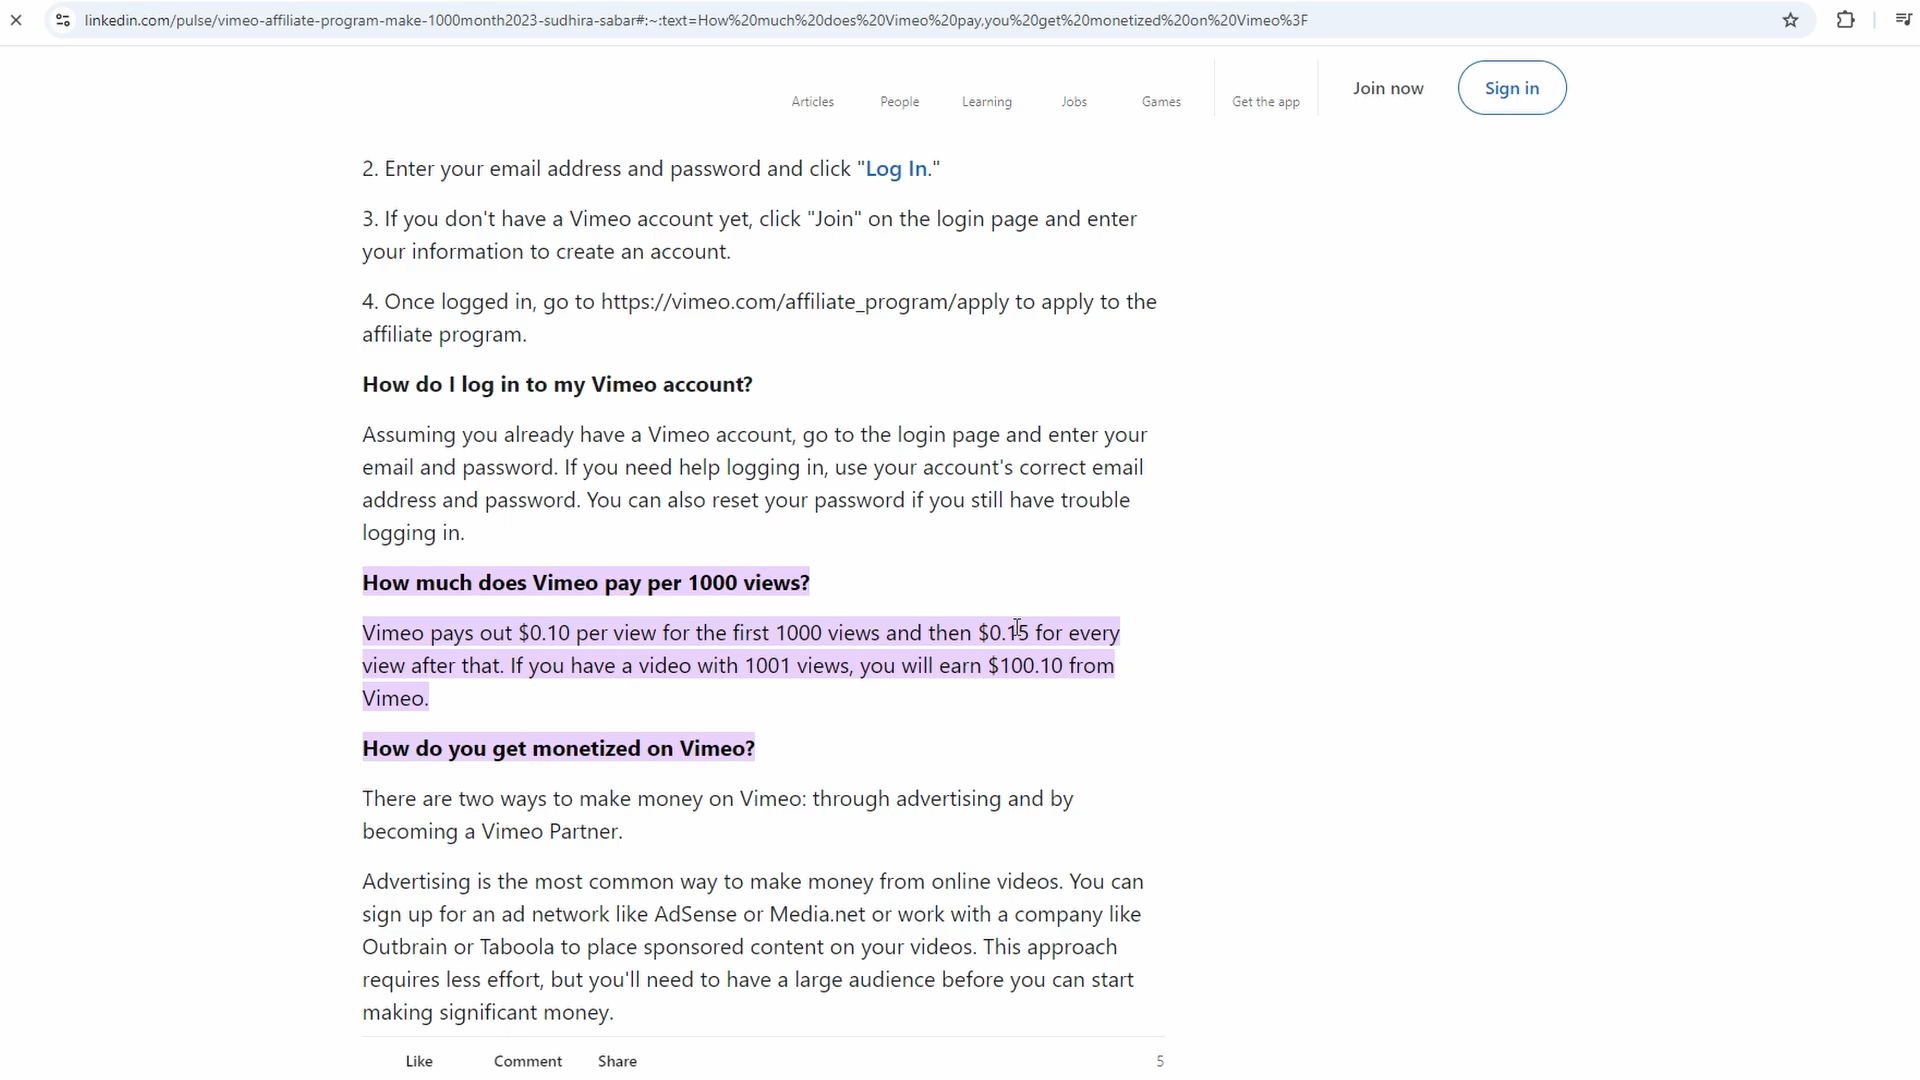 linkedin.com/pulse/vimeo-affiliate-program-make-1000month2023-sudhira-sabar#:~:text=How%20much%20does%20Vimeo%20pay,you%20get%20monetized%20on%20Vimeo%3F
Articles People Learning Jobs Games Get the app Join now Sign in
2. Enter your email address and password and click "Log In."
3. If you don't have a Vimeo account yet, click "Join" on the login page and enter
your information to create an account.
4. Once logged in, go to https://vimeo.com/affiliate_program/apply to apply to the
affiliate program.
How do I log in to my Vimeo account?
Assuming you already have a Vimeo account, go to the login page and enter your
email and password. If you need help logging in, use your account's correct email
address and password. You can also reset your password if you still have trouble
logging in.
How much does Vimeo pay per 1000 views?
Vimeo pays out $0.10 per view for the first 1000 views and then $0.15 for every
view after that. If you have a video with 1001 views, you will earn $100.10 from
Vimeo.
How do you get monetized on Vimeo?
There are two ways to make money on Vimeo: through advertising and by
becoming a Vimeo Partner.
Advertising is the most common way to make money from online videos. You can
sign up for an ad network like AdSense or Media.net or work with a company like
Outbrain or Taboola to place sponsored content on your videos. This approach
requires less effort, but you'll need to have a large audience before you can start
making significant money.
Like Comment Share 5